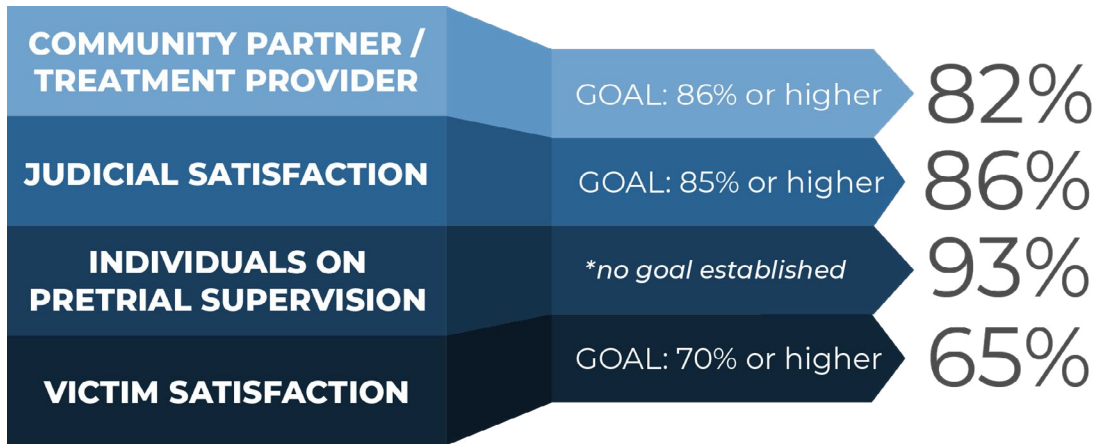 COMMUNITY PARTNER /
TREATMENT PROVIDER
GOAL: 86% or higher
82%
JUDICIAL SATISFACTION
GOAL: 85% or higher
86%
INDIVIDUALS ON
PRETRIAL SUPERVISION
*no goal established
93%
VICTIM SATISFACTION
GOAL: 70% or higher
65%